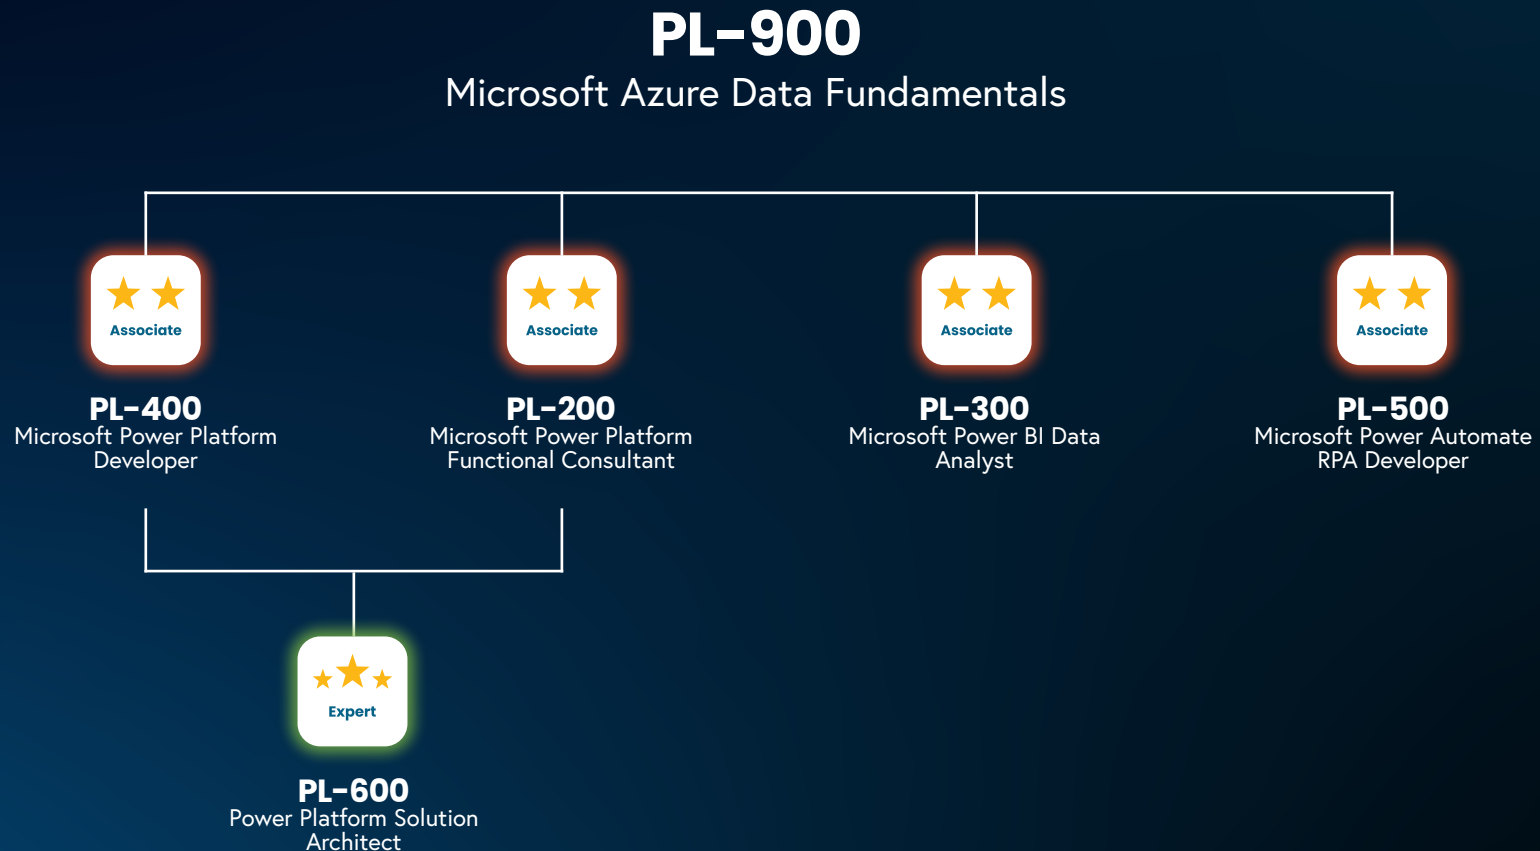 PL-900
Microsoft Azure Data Fundamentals
Associate
Associate
Associate
Associate
PL-400
Microsoft Power Platform
Developer
PL-200
Microsoft Power Platform
Functional Consultant
PL-300
Microsoft Power BI Data
Analyst
PL-500
Microsoft Power Automate
RPA Developer
Expert
PL-600
Power Platform Solution
Architect